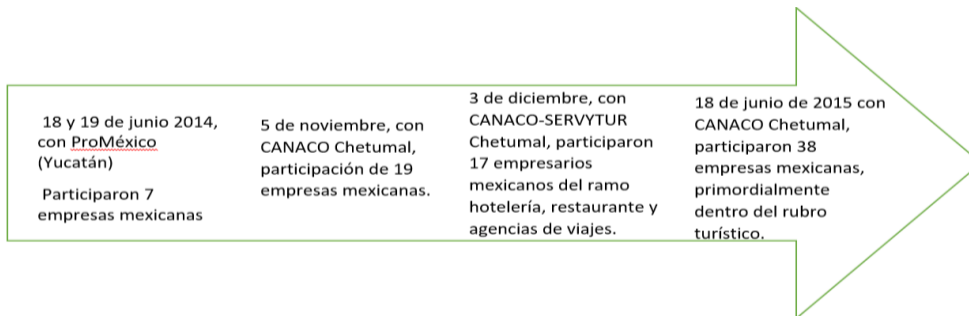 18 y 19 de junio 2014,
con ProMéxico
(Yucatán)
Participaron 7
empresas mexicanas
5 de noviembre, con
CANACO Chetumal,
participación de 19
empresas mexicanas.
3 de diciembre, con
CANACO-SERVYTUR
Chetumal, participaron
17 empresarios
mexicanos del ramo
hotelería, restaurante y
agencias de viajes.
18 de junio de 2015 con
CANACO Chetumal,
participaron 38
empresas mexicanas,
primordialmente
dentro del rubro
turístico.